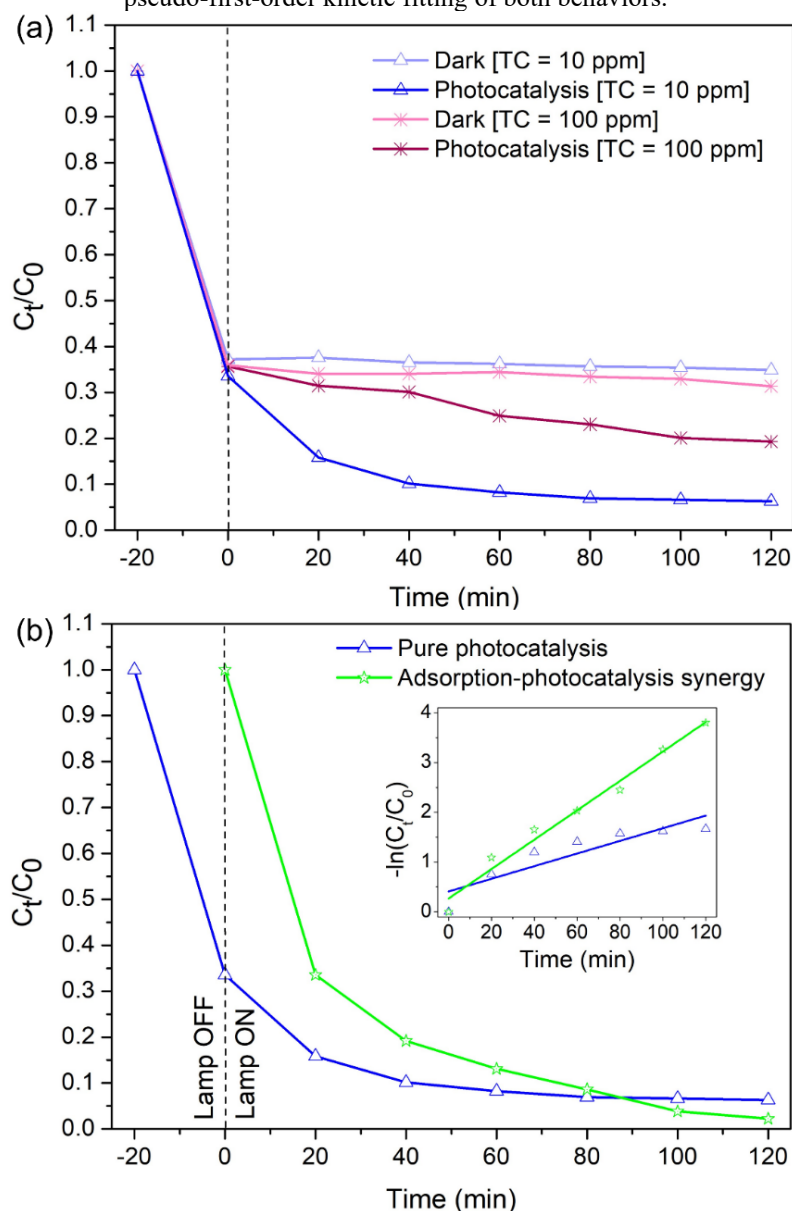 pseudo-first-order kinetic fitting of both behaviors.
(a)
1.1
1.0
0.9
0.8
0.7
0.6
0.5
0.4
0.3
0.2
0.1
0.0
Ct/C0
Dark [TC = 10 ppm]
Photocatalysis [TC = 10 ppm]
Dark [TC = 100 ppm]
Photocatalysis [TC = 100 ppm]
-20 0 20 40 60 80 100 120
Time (min)
(b)
1.1
1.0
0.9
0.8
0.7
0.6
0.5
0.4
0.3
0.2
0.1
0.0
Ct/C0
Pure photocatalysis
Adsorption-photocatalysis synergy
4
3
2
1
0
-ln(Ct/C0)
0 20 40 60 80 100 120
Time (min)
Lamp OFF
Lamp ON
-20 0 20 40 60 80 100 120
Time (min)